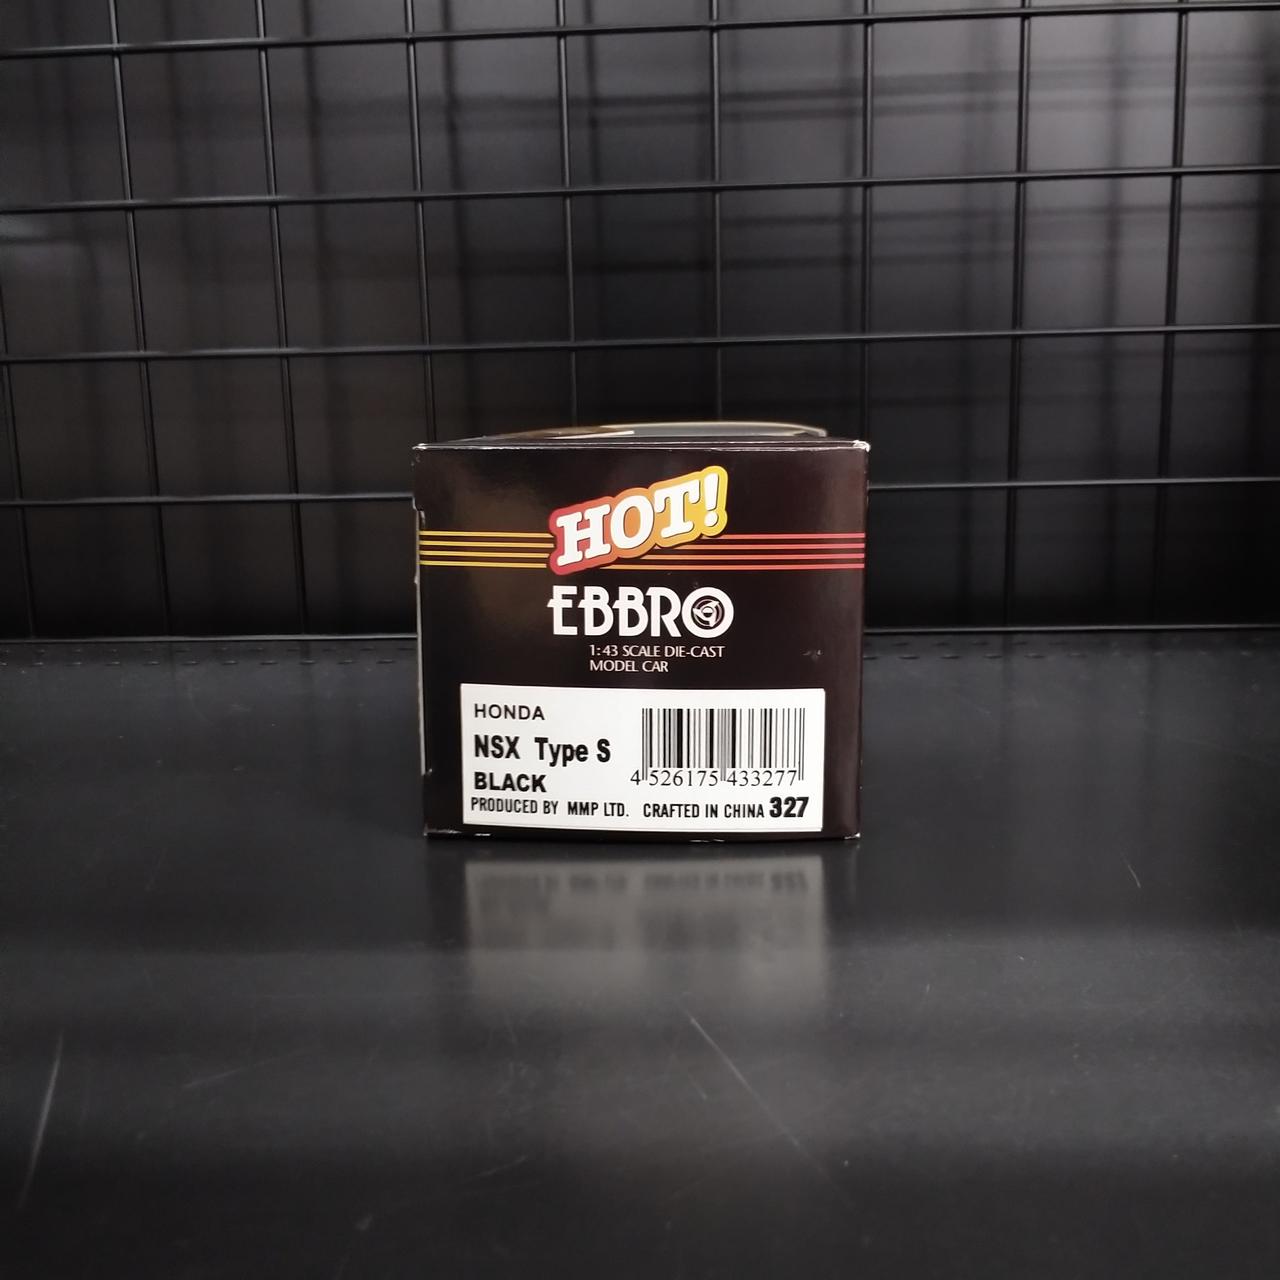 HOT!
EBBRO
1:43 SCALE DIE-CAST
MODEL CAR
HONDA
NSX Type S
BLACK
4 526175 433277
PRODUCED BY MMP LTD. CRAFTED IN CHINA 327